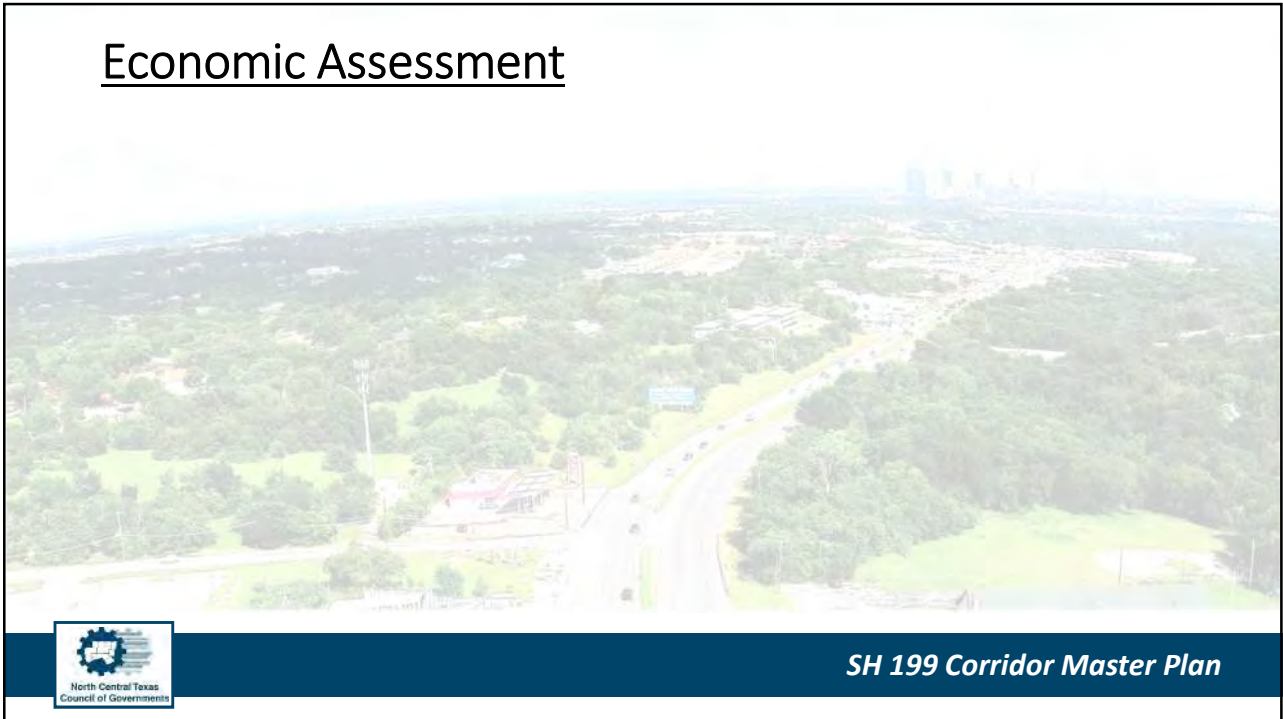 Economic Assessment
North Central Texas
Council of Governments
SH 199 Corridor Master Plan